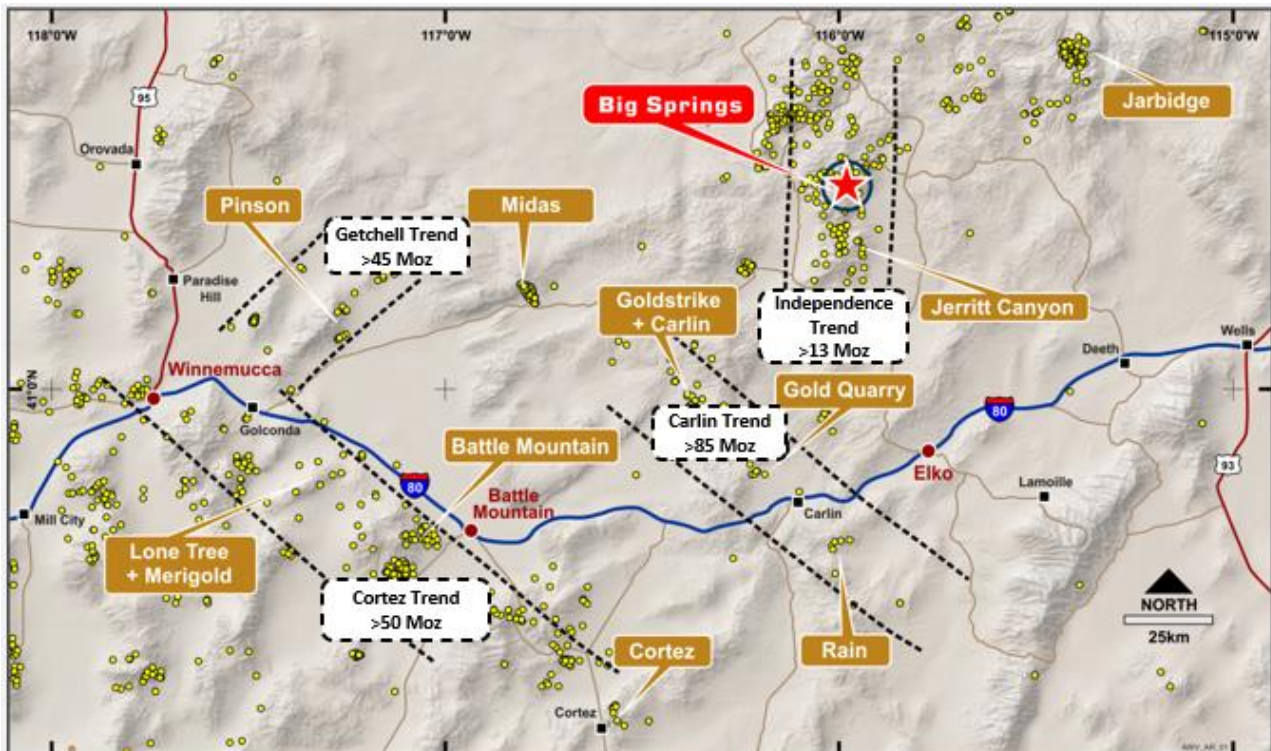 118°0'W
117°0'W
116°0'W
115°0'W
95
Big Springs
Jarbidge
Orovada
Pinson
Midas
Getchell Trend
>45 Moz
Paradise
Hill
Goldstrike
+ Carlin
Independence
Trend
>13 Moz
Jerritt Canyon
Wells
Deeth
41°0'N
Winnemucca
Gold Quarry
Carlin Trend
>85 Moz
80
Golconda
Battle Mountain
80
Elko
93
Battle
Mountain
Lamoille
Mill City
Carlin
Lone Tree
+ Merigold
Cortez Trend
>50 Moz
NORTH
25km
Cortez
Rain
Cortez